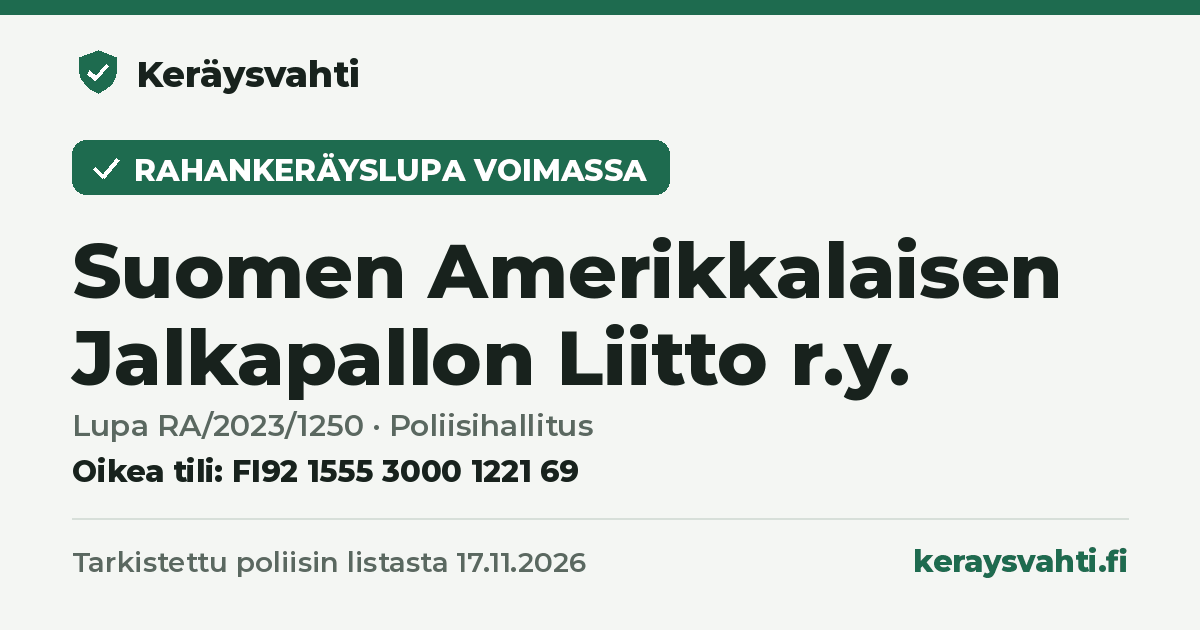 Keräysvahti
RAHANKERÄYSLUPA VOIMASSA
Suomen Amerikkalaisen
Jalkapallon Liitto r.y.
Lupa RA/2023/1250 · Poliisihallitus
Oikea tili: FI92 1555 3000 1221 69
Tarkistettu poliisin listasta 17.11.2026
keraysvahti.fi